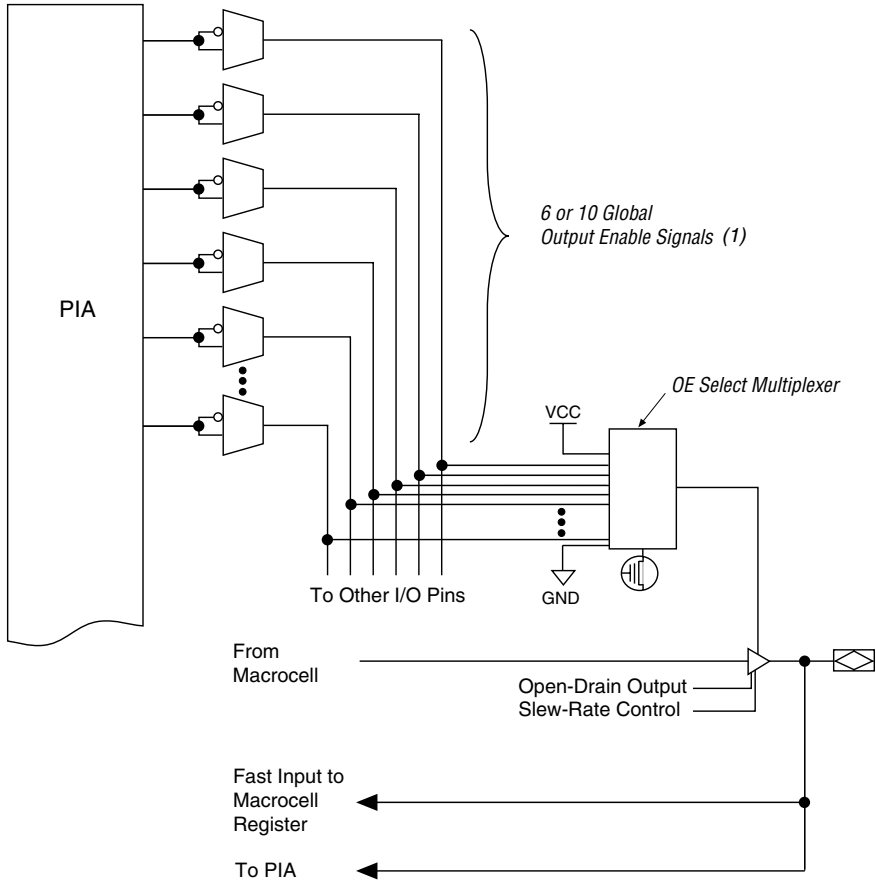 PIA
6 or 10 Global
Output Enable Signals (1)
OE Select Multiplexer
VCC
To Other I/O Pins
GND
From
Macrocell
Open-Drain Output
Slew-Rate Control
Fast Input to
Macrocell
Register
To PIA